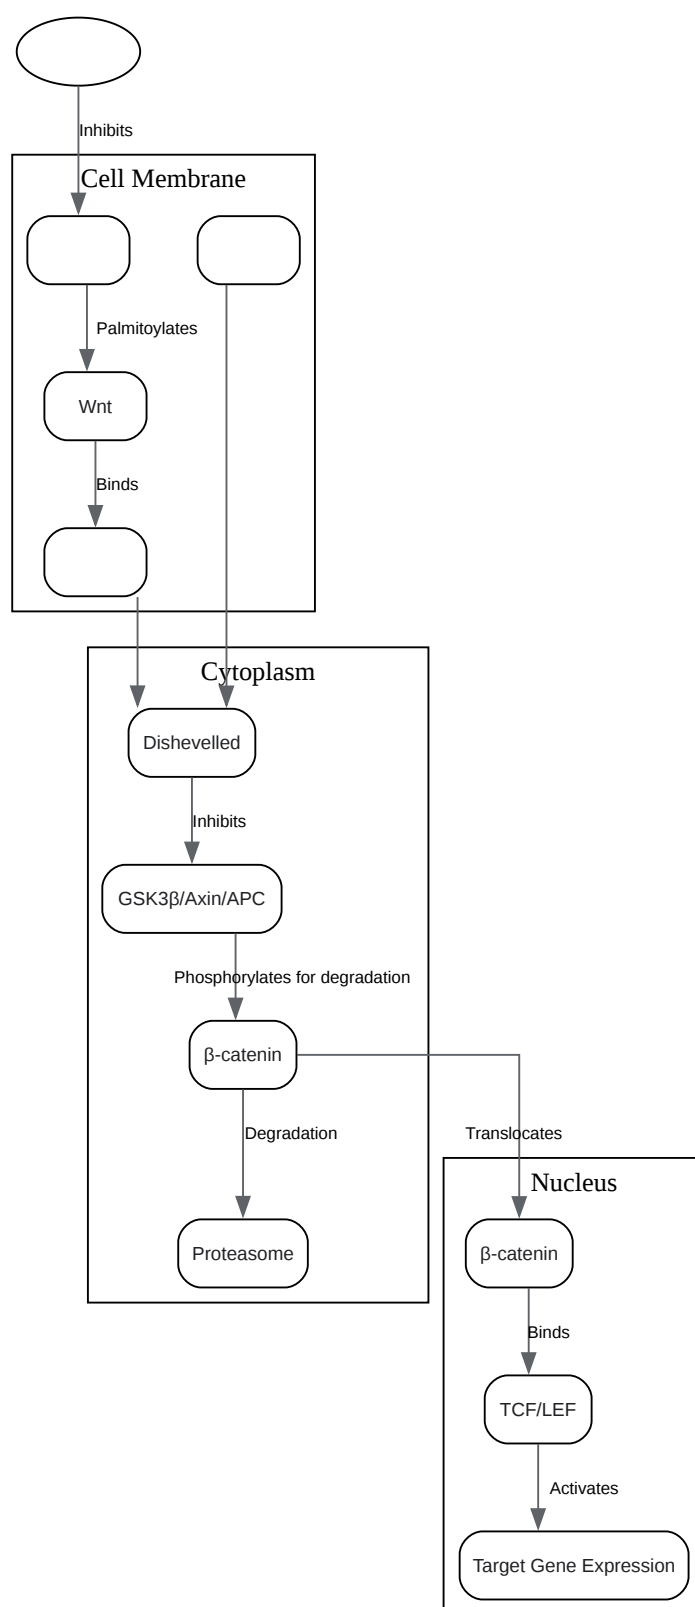 Inhibits
Cell Membrane
Palmitoylates
Wnt
Binds
Cytoplasm
Dishevelled
Inhibits
GSK3β/Axin/APC
Phosphorylates for degradation
β-catenin
Degradation
Translocates
Nucleus
Proteasome
β-catenin
Binds
TCF/LEF
Activates
Target Gene Expression